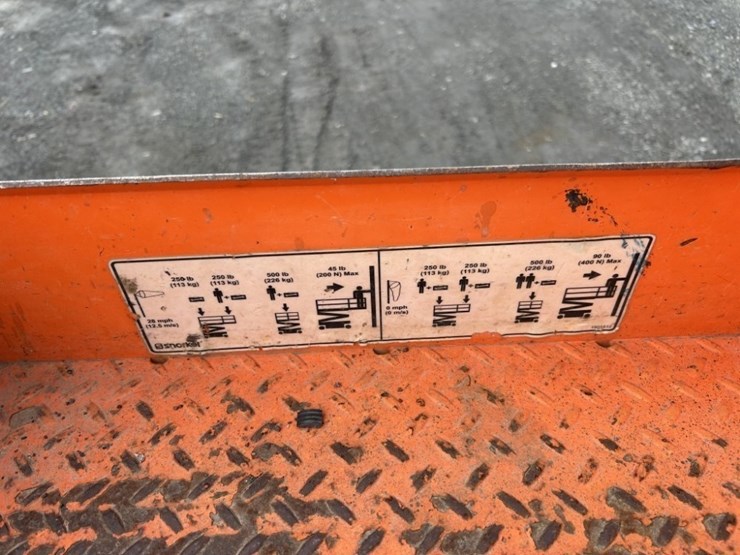 250 lb
(113 kg)
250 lb
(113 kg)
500 lb
(226 kg)
45 lb
(200 N) Max
28 mph
(12.5 m/s)
snorkel
250 lb
(113 kg)
250 lb
(113 kg)
500 lb
(226 kg)
90 lb
(400 N) Max
0 mph
(0 m/s)